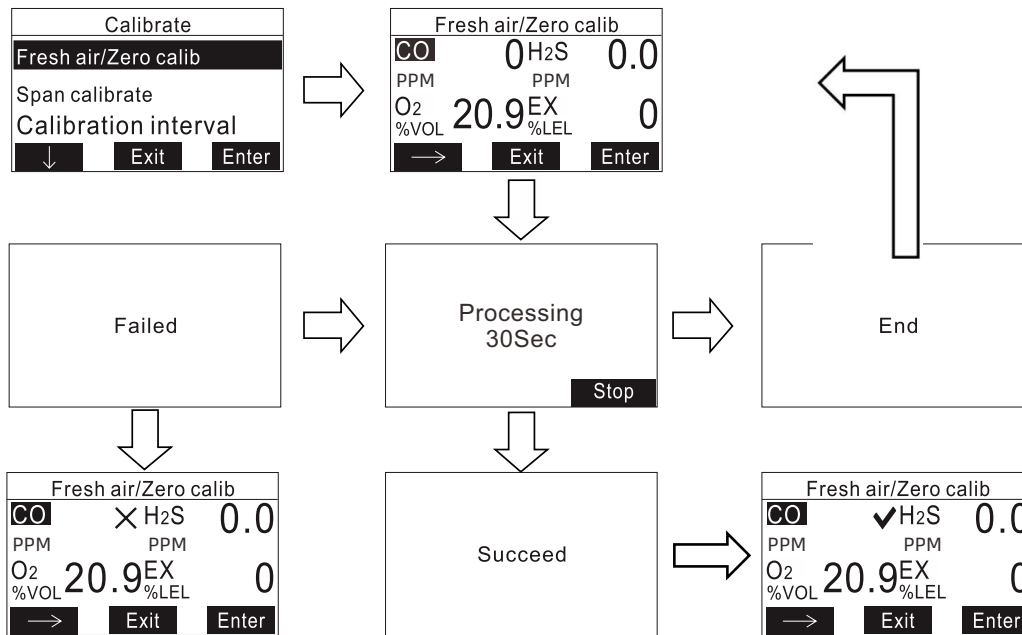 Calibrate
Fresh air/Zero calib
Span calibrate
Calibration interval
↓ Exit Enter
Fresh air/Zero calib
CO 0 H2S 0.0
PPM PPM
O2 20.9 EX 0
%VOL %LEL
→ Exit Enter
Failed
Processing
30Sec
Stop
End
Fresh air/Zero calib
CO ✕ H2S 0.0
PPM PPM
O2 20.9 EX 0
%VOL %LEL
→ Exit Enter
Succeed
Fresh air/Zero calib
CO ✔ H2S 0.0
PPM PPM
O2 20.9 EX 0
%VOL %LEL
→ Exit Enter